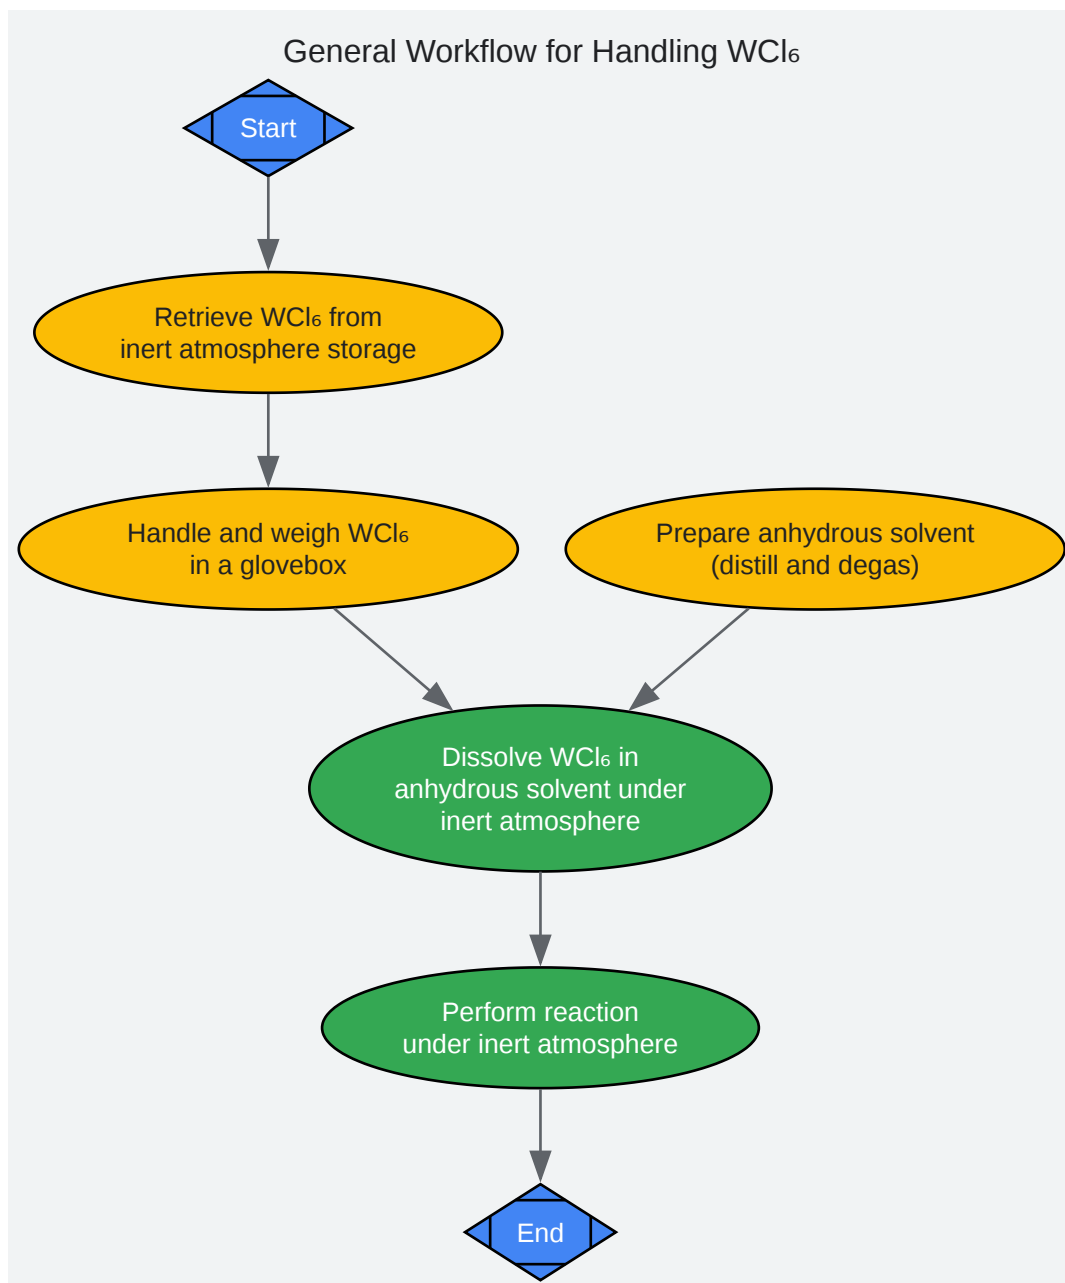 General Workflow for Handling WCl₆
Start
Retrieve WCl₆ from
inert atmosphere storage
Handle and weigh WCl₆
in a glovebox
Prepare anhydrous solvent
(distill and degas)
Dissolve WCl₆ in
anhydrous solvent under
inert atmosphere
Perform reaction
under inert atmosphere
End